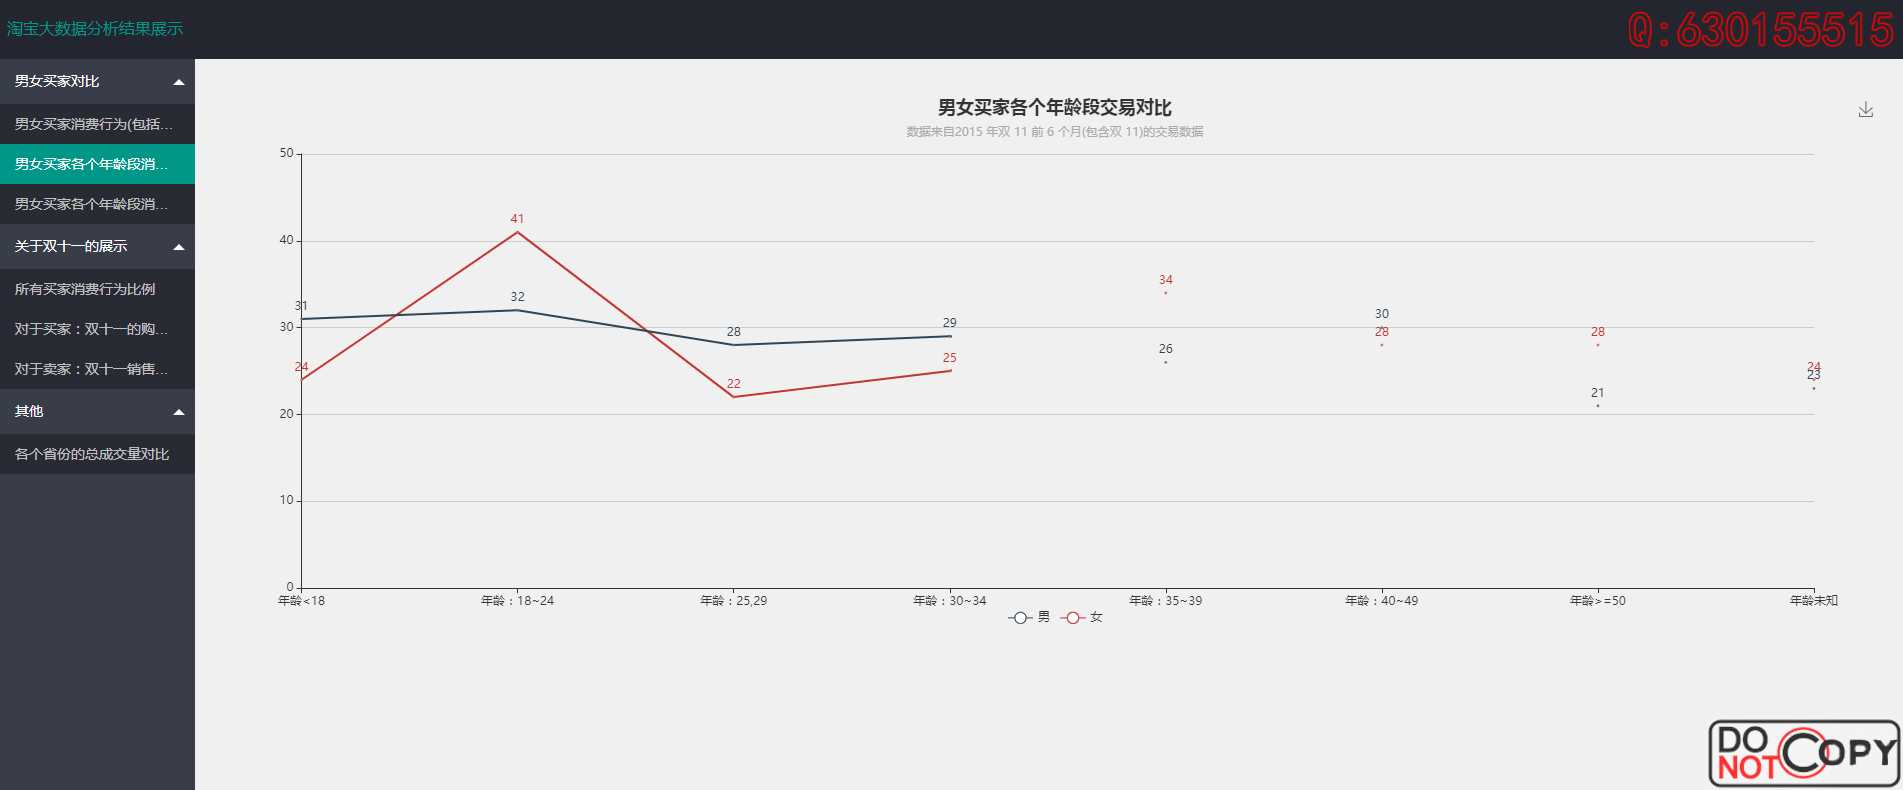 淘宝大数据分析结果展示
Q:630155515
男女买家对比
男女买家消费行为(包括...
男女买家各个年龄段消...
男女买家各个年龄段消...
关于双十一的展示
所有买家消费行为比例
对于买家：双十一的购...
对于卖家：双十一销售...
其他
各个省份的总成交量对比
男女买家各个年龄段交易对比
数据来自2015 年双 11 前 6 个月(包含双 11)的交易数据
50
40
30
20
10
0
41
31
32
28
29
24
22
25
34
26
30
28
28
21
24
23
年龄<18
年龄：18~24
年龄：25,29
年龄：30~34
年龄：35~39
年龄：40~49
年龄>=50
年龄未知
男
女
DO
NOT
COPY